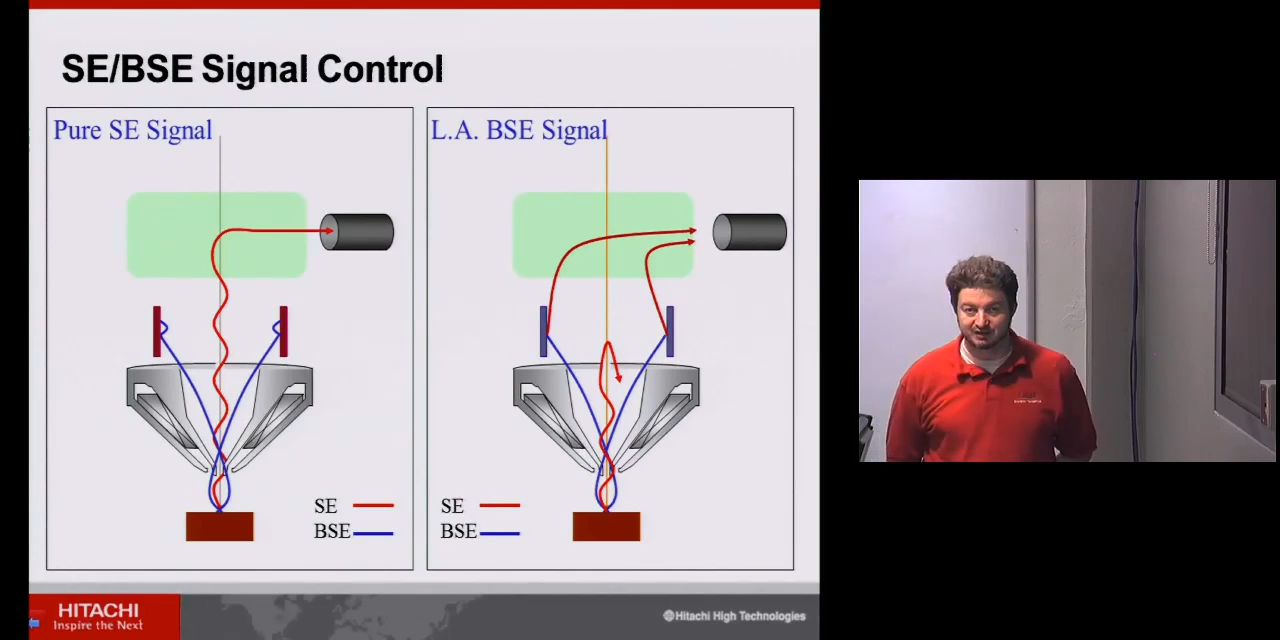 SE/BSE Signal Control
Pure SE Signal
L.A. BSE Signal
SE
BSE
SE
BSE
HITACHI
Inspire the Next
Hitachi High Technologies